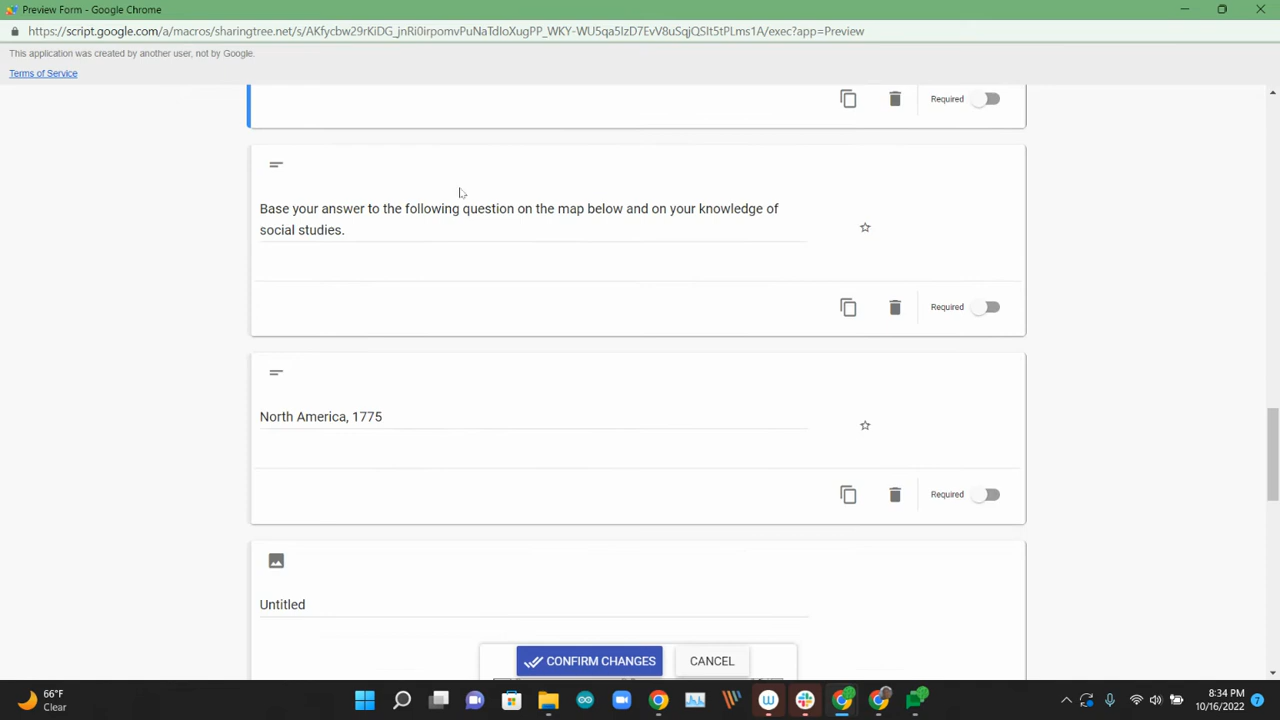 Preview Form - Google Chrome
https://script.google.com/a/macros/sharingtree.net/s/AKfycbw29rKiDG_jnRi0irpomvPuNaTdIoXugPP_WKY-WU5qa5IzD7EvV8uSqjQSIt5tPLms1A/exec?app=Preview
This application was created by another user, not by Google.
Terms of Service
Required
Base your answer to the following question on the map below and on your knowledge of
social studies.
Required
North America, 1775
Required
Untitled
CONFIRM CHANGES
CANCEL
66°F
Clear
8:34 PM
10/16/2022
7